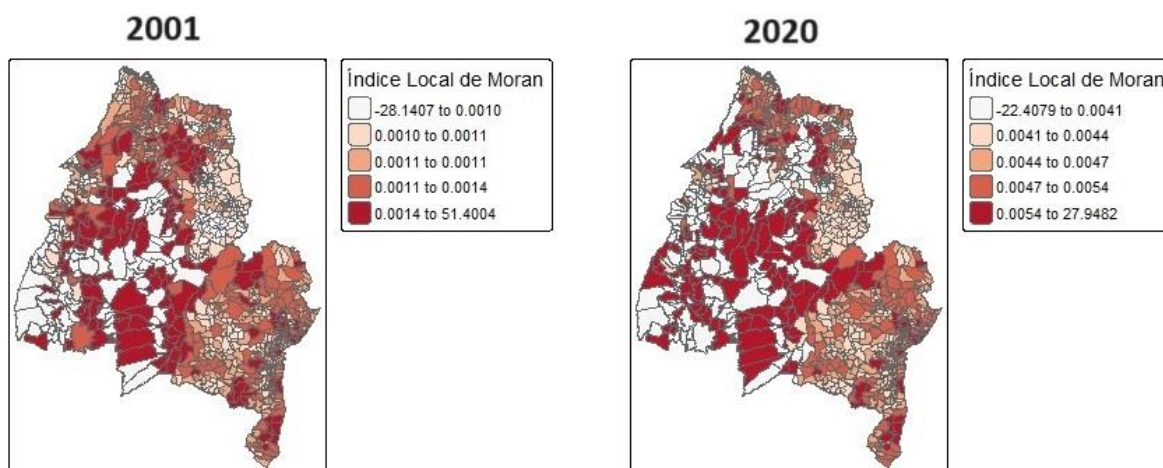 2001
Índice Local de Moran
-28.1407 to 0.0010
0.0010 to 0.0011
0.0011 to 0.0011
0.0011 to 0.0014
0.0014 to 51.4004
2020
Índice Local de Moran
-22.4079 to 0.0041
0.0041 to 0.0044
0.0044 to 0.0047
0.0047 to 0.0054
0.0054 to 27.9482